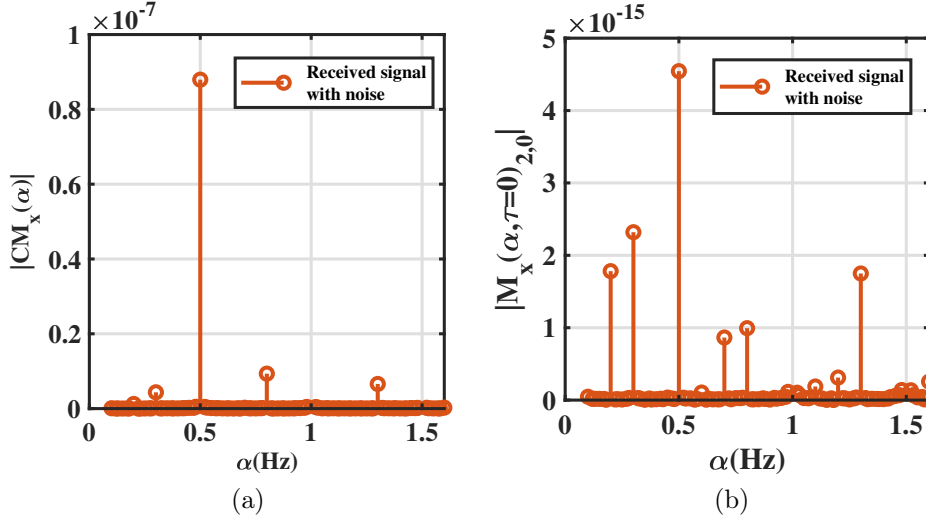 ×10⁻⁷
1
0.8
0.6
0.4
0.2
0
0 0.5 1 1.5
|CMₓ(α)|
α(Hz)
Received signal
with noise
(a)
×10⁻¹⁵
5
4
3
2
1
0
0 0.5 1 1.5
|Mₓ(α,τ=0)₂,₀|
α(Hz)
Received signal
with noise
(b)